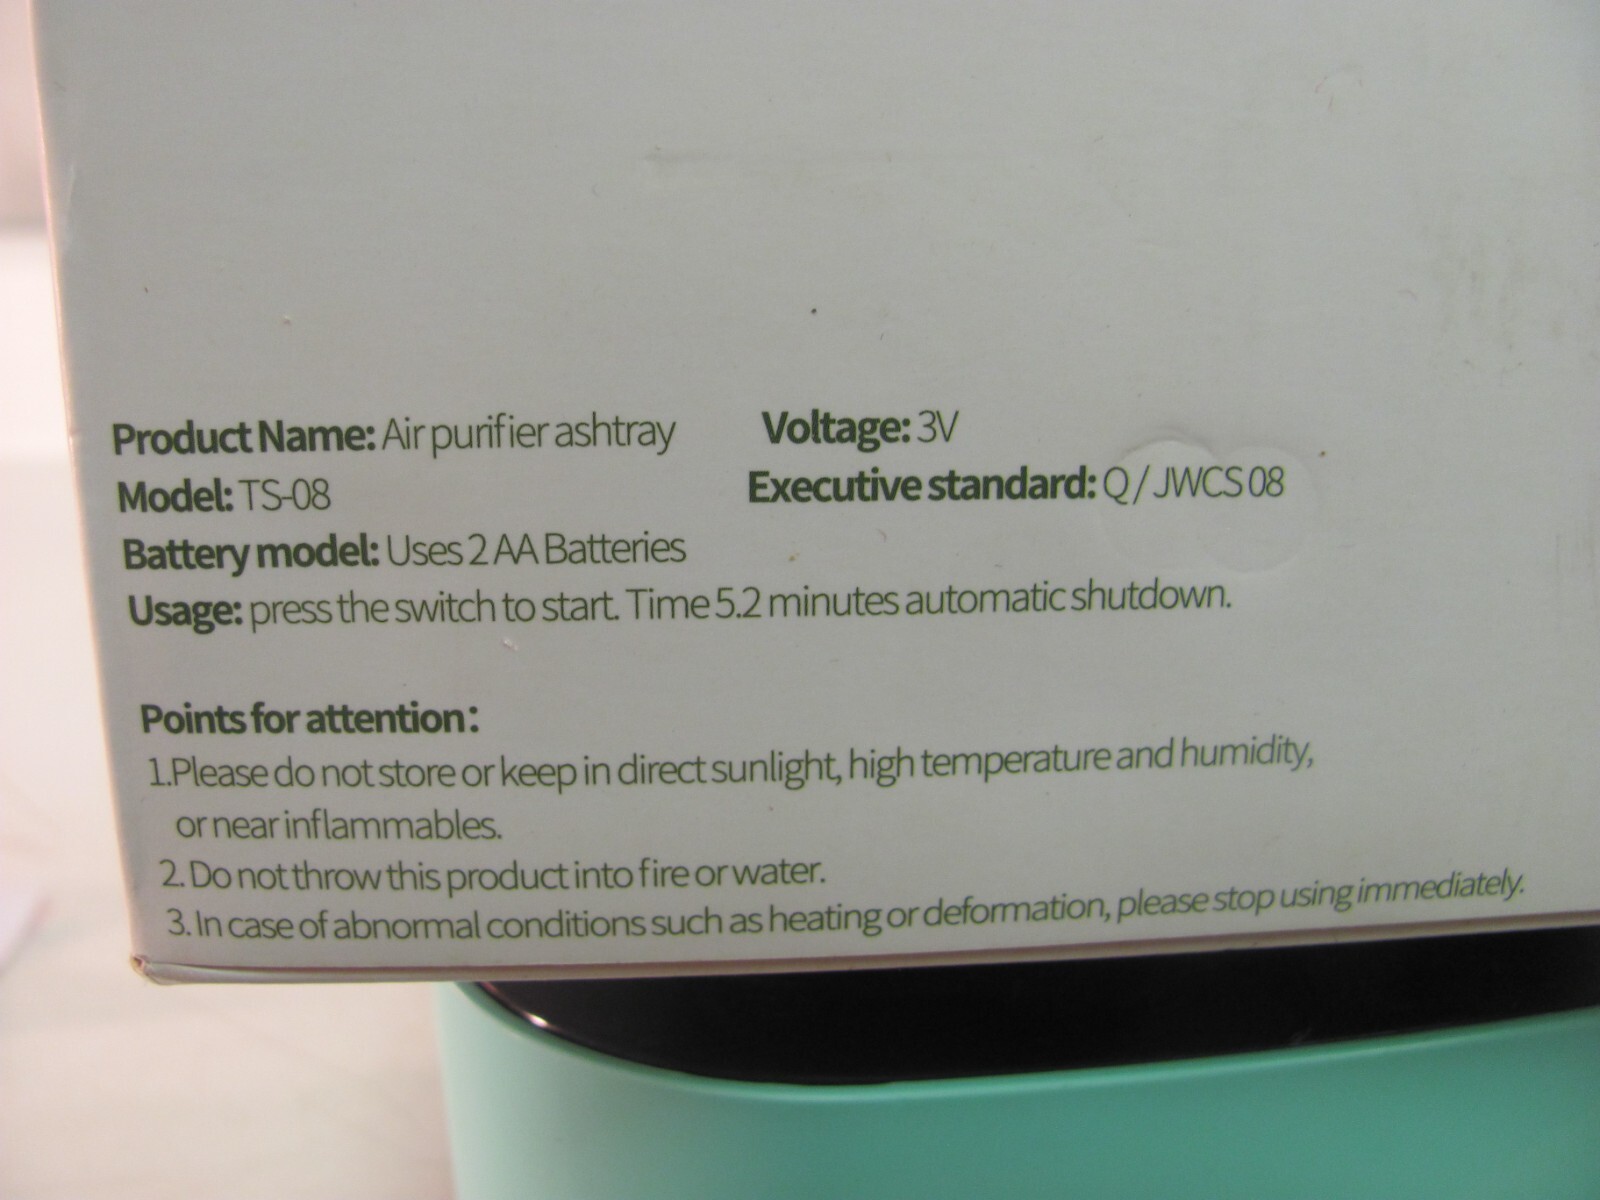 Product Name: Air purifier ashtray Voltage: 3V
Model: TS-08 Executive standard: Q / JWCS 08
Battery model: Uses 2 AA Batteries
Usage: press the switch to start. Time 5.2 minutes automatic shutdown.
Points for attention:
1.Please do not store or keep in direct sunlight, high temperature and humidity,
or near inflammables.
2. Do not throw this product into fire or water.
3. In case of abnormal conditions such as heating or deformation, please stop using immediately.